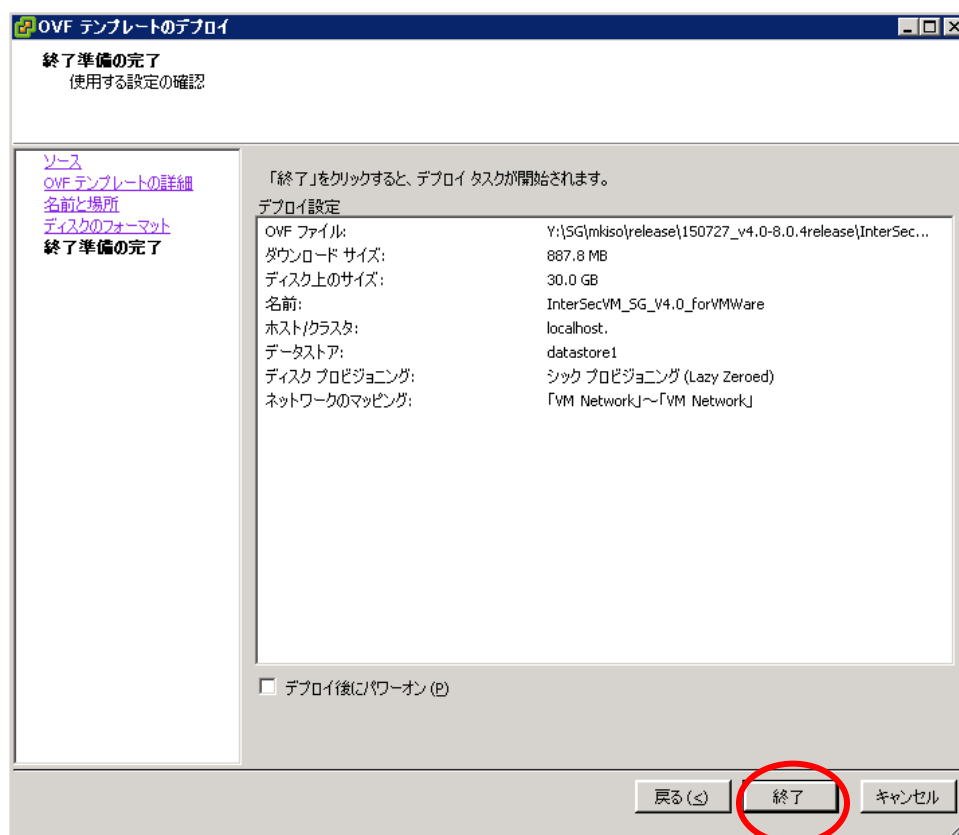 OVF テンプレートのデプロイ
終了準備の完了
使用する設定の確認
ソース
OVF テンプレートの詳細
名前と場所
ディスクのフォーマット
終了準備の完了
「終了」をクリックすると、デプロイ タスクが開始されます。
デプロイ設定
OVF ファイル: Y:\SG\mkiso\release\150727_v4.0-8.0.4release\InterSec...
ダウンロード サイズ: 887.8 MB
ディスク上のサイズ: 30.0 GB
名前: InterSecVM_SG_V4.0_forVMWare
ホスト/クラスタ: localhost.
データストア: datastore1
ディスク プロビジョニング: シック プロビジョニング (Lazy Zeroed)
ネットワークのマッピング: 「VM Network」～「VM Network」
デプロイ後にパワーオン (P)
戻る(<) 終了 キャンセル